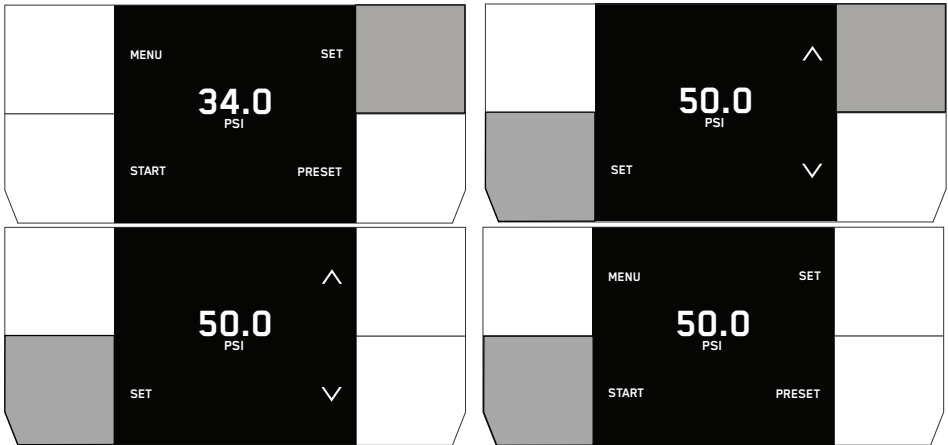 MENU SET
34.0
PSI
START PRESET
50.0
PSI
SET
50.0
PSI
SET
MENU SET
50.0
PSI
START PRESET